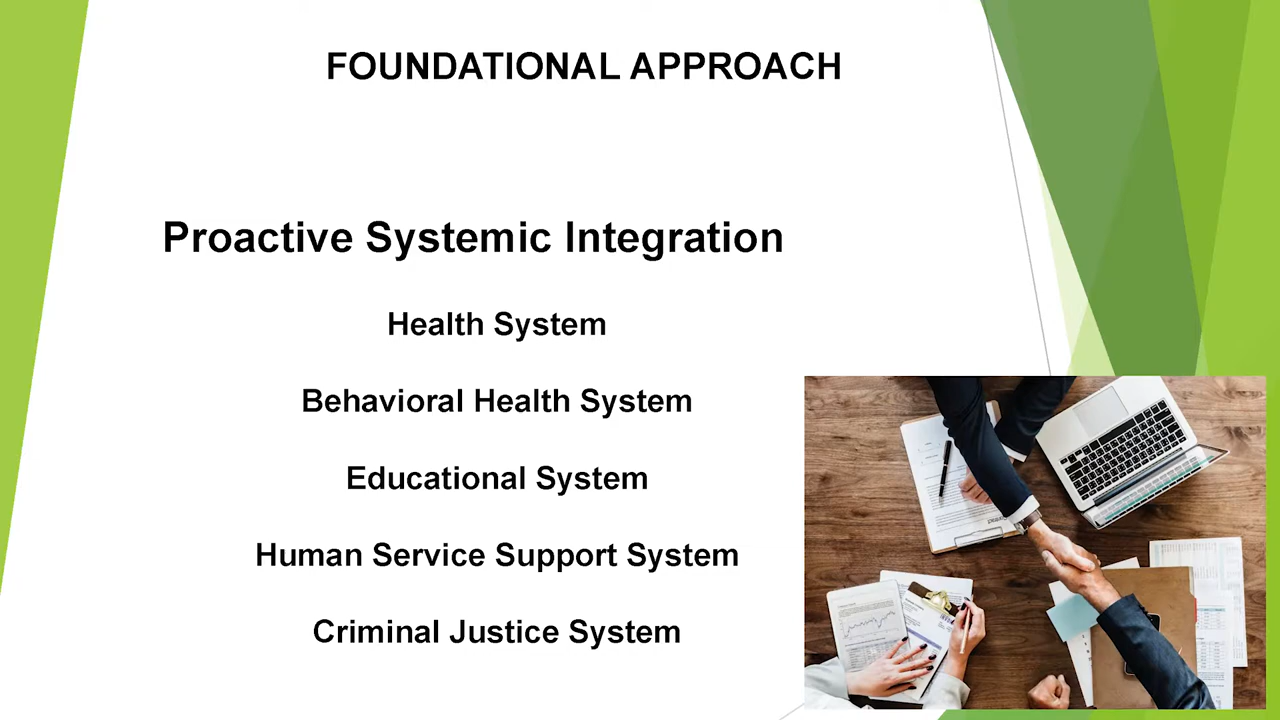 FOUNDATIONAL APPROACH
Proactive Systemic Integration
Health System
Behavioral Health System
Educational System
Human Service Support System
Criminal Justice System